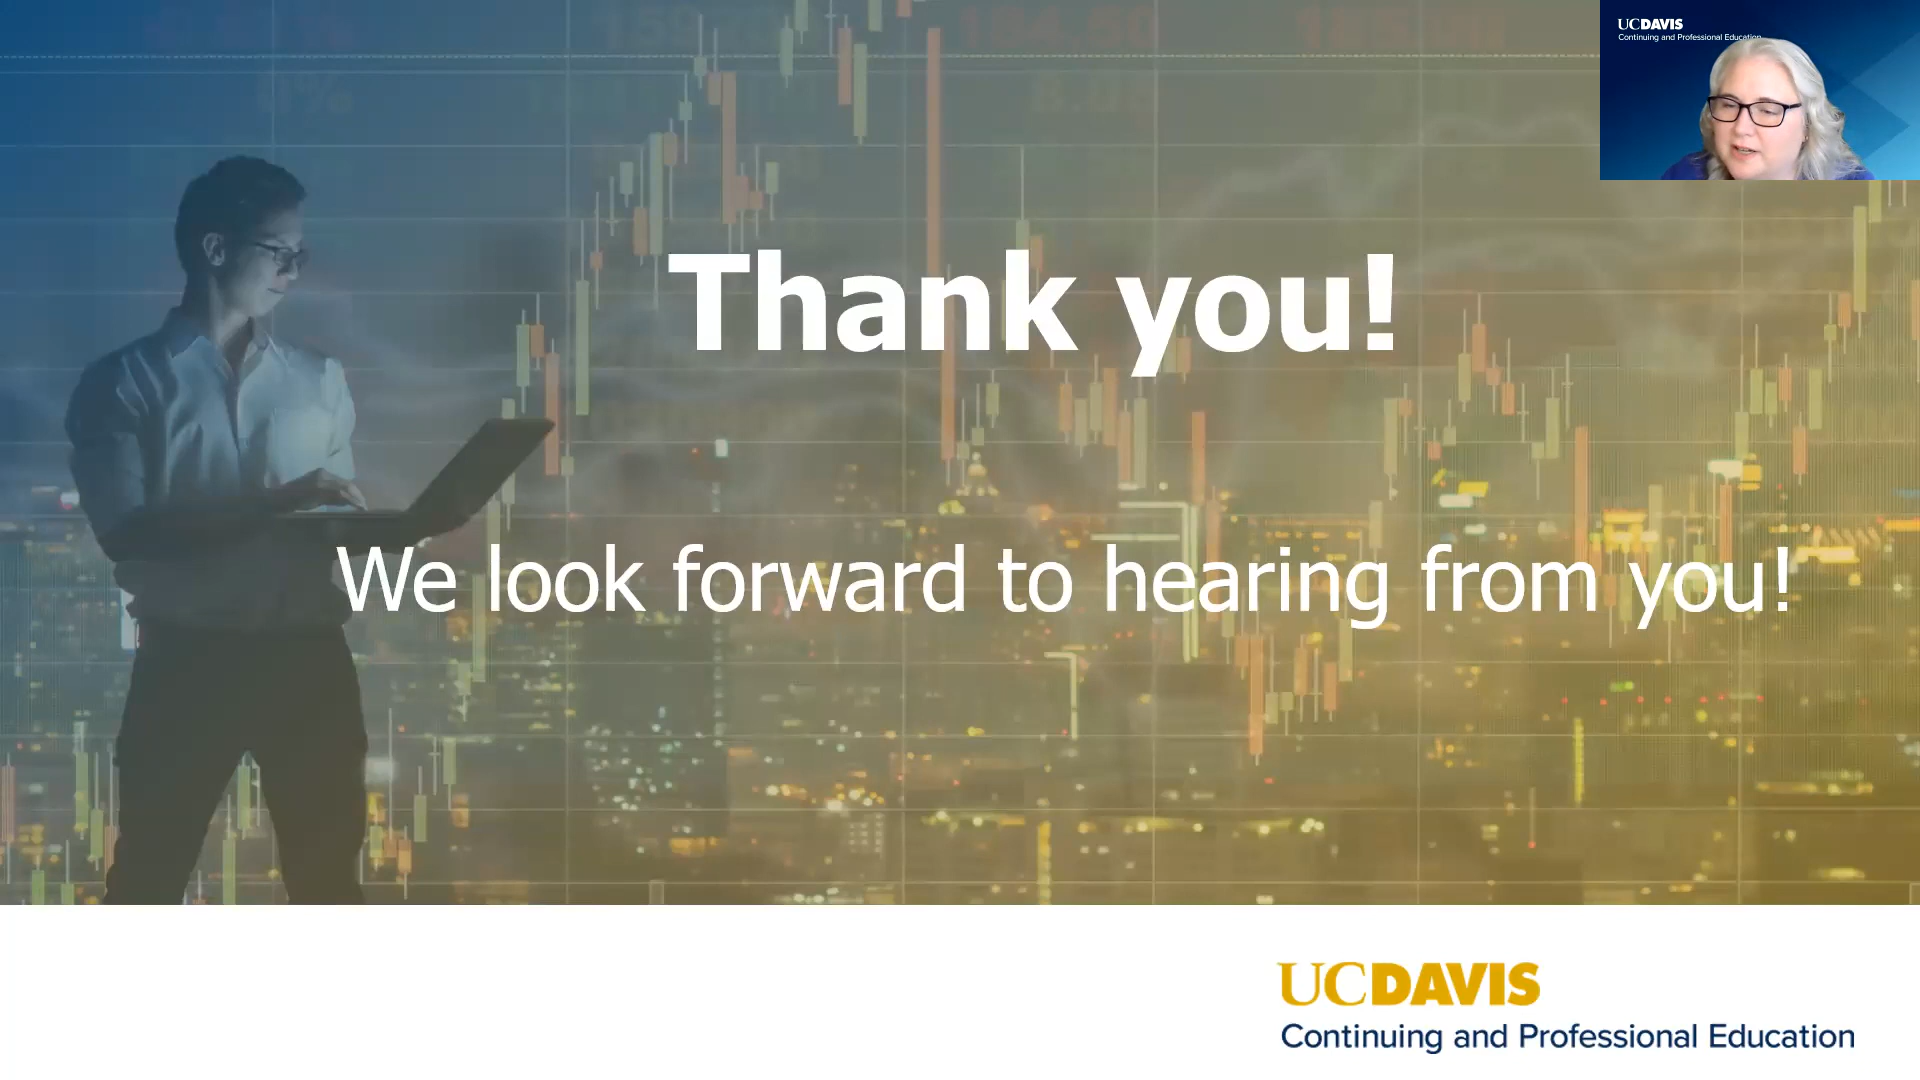 UCDAVIS
Continuing and Professional Education
Thank you!
We look forward to hearing from you!
UCDAVIS
Continuing and Professional Education